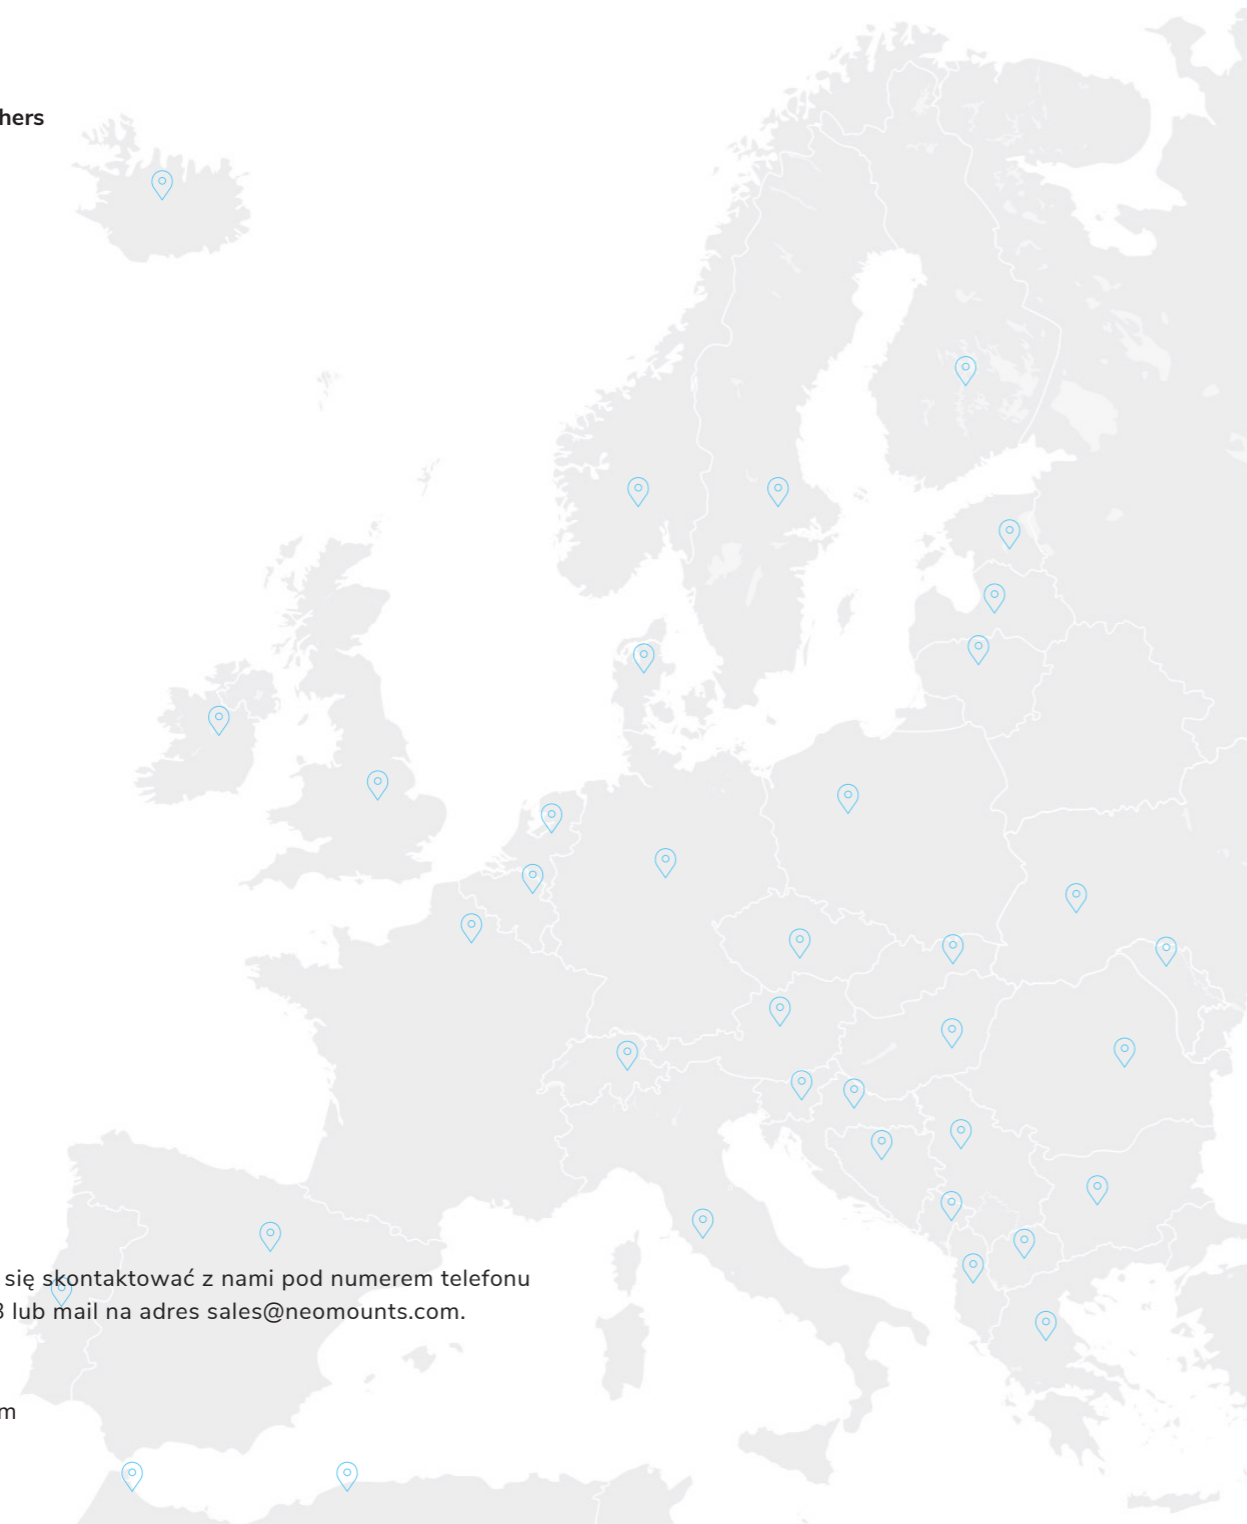 hers
się skontaktować z nami pod numerem telefonu
3 lub mail na adres sales@neomounts.com.
m